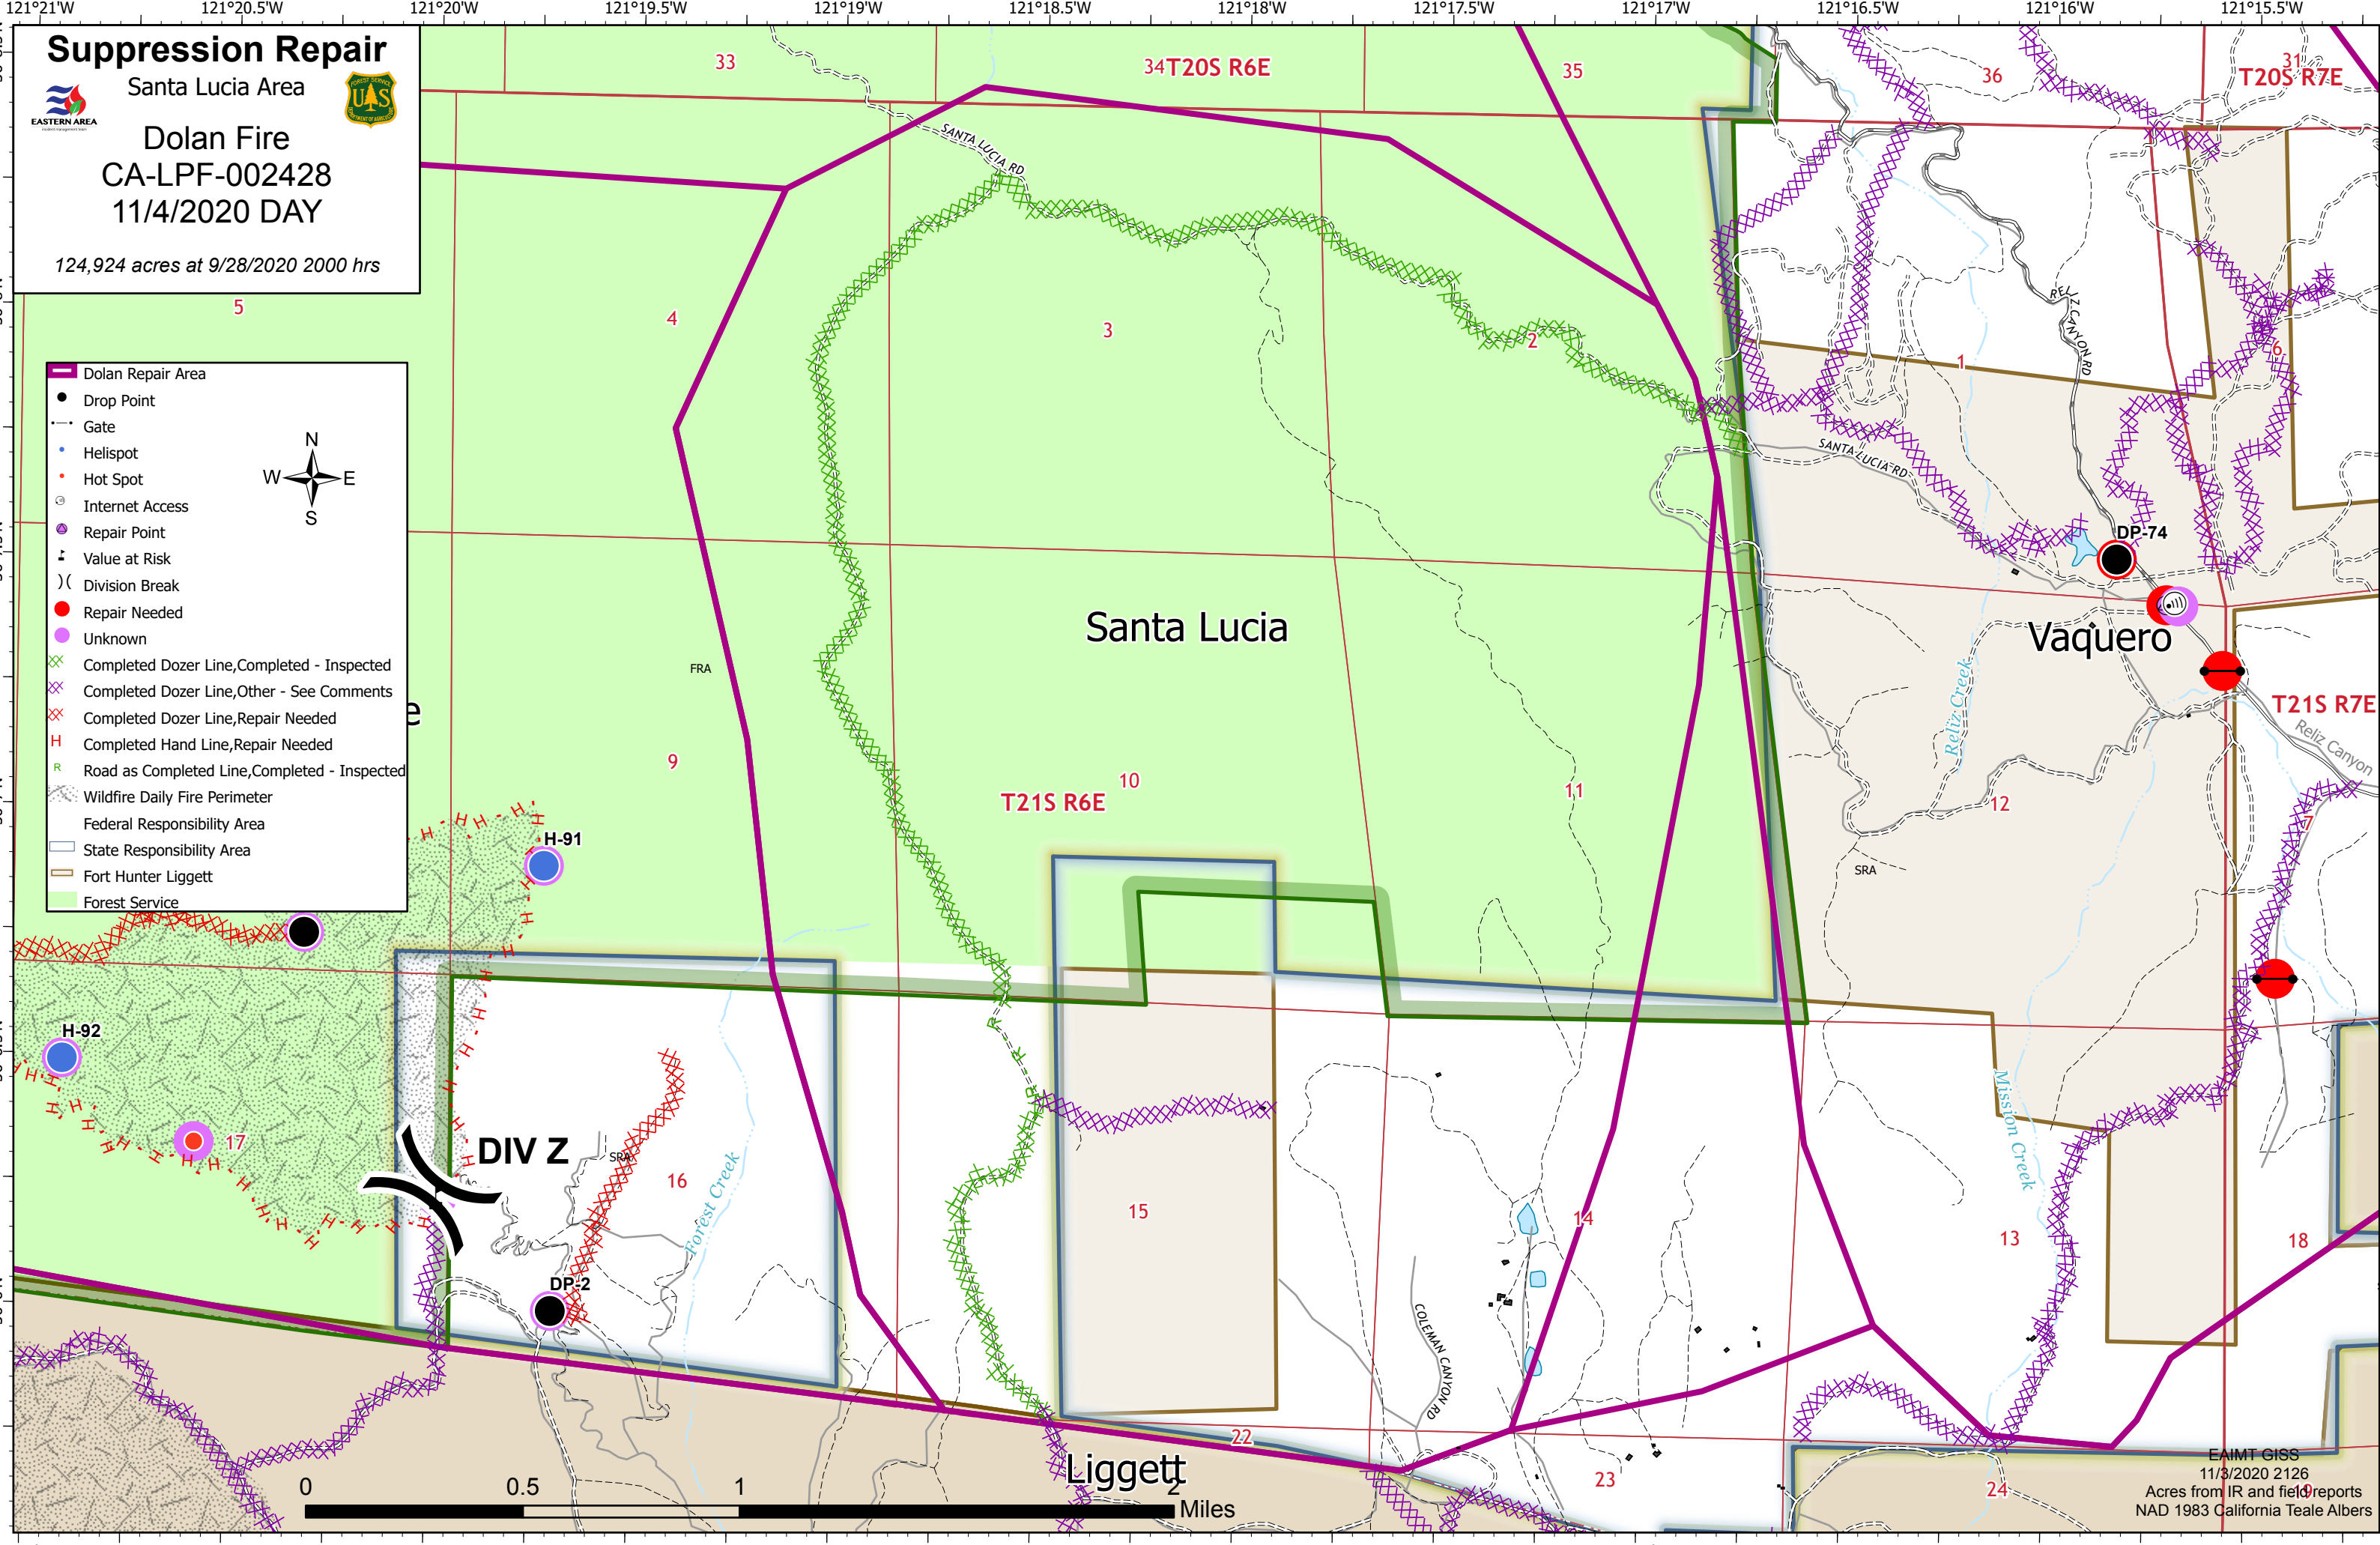 121°21'W 121°20.5'W 121°20'W 121°19.5'W 121°19'W 121°18.5'W 121°18'W 121°17.5'W 121°17'W 121°16.5'W 121°16'W 121°15.5'W
Suppression Repair
Santa Lucia Area
EASTERN AREA
FOREST SERVICE
U S
DEPARTMENT OF AGRICULTURE
Dolan Fire
CA-LPF-002428
11/4/2020 DAY
124,924 acres at 9/28/2020 2000 hrs
33
34
T20S R6E
35
36
31
T20S R7E
SANTA LUCIA RD
5
4
3
2
1
6
RELIZ CANYON RD
Dolan Repair Area
Drop Point
Gate
Helispot
Hot Spot
Internet Access
Repair Point
Value at Risk
Division Break
Repair Needed
Unknown
Completed Dozer Line,Completed - Inspected
Completed Dozer Line,Other - See Comments
Completed Dozer Line,Repair Needed
H Completed Hand Line,Repair Needed
R Road as Completed Line,Completed - Inspected
Wildfire Daily Fire Perimeter
Federal Responsibility Area
State Responsibility Area
Fort Hunter Liggett
Forest Service
N
W E
S
SANTA LUCIA RD
DP-74
Santa Lucia
Vaquero
FRA
e
Reliz Creek
T21S R7E
Reliz Canyon
9
T21S R6E
10
11
12
7
H-91
SRA
H-92
17
DIV Z
SRA
16
Forest Creek
15
14
Mission Creek
13
18
DP-2
COLEMAN CANYON RD
22
Liggett
23
24
19
0 0.5 1 2
Miles
EAIMT GISS
11/3/2020 2126
Acres from IR and field reports
NAD 1983 California Teale Albers